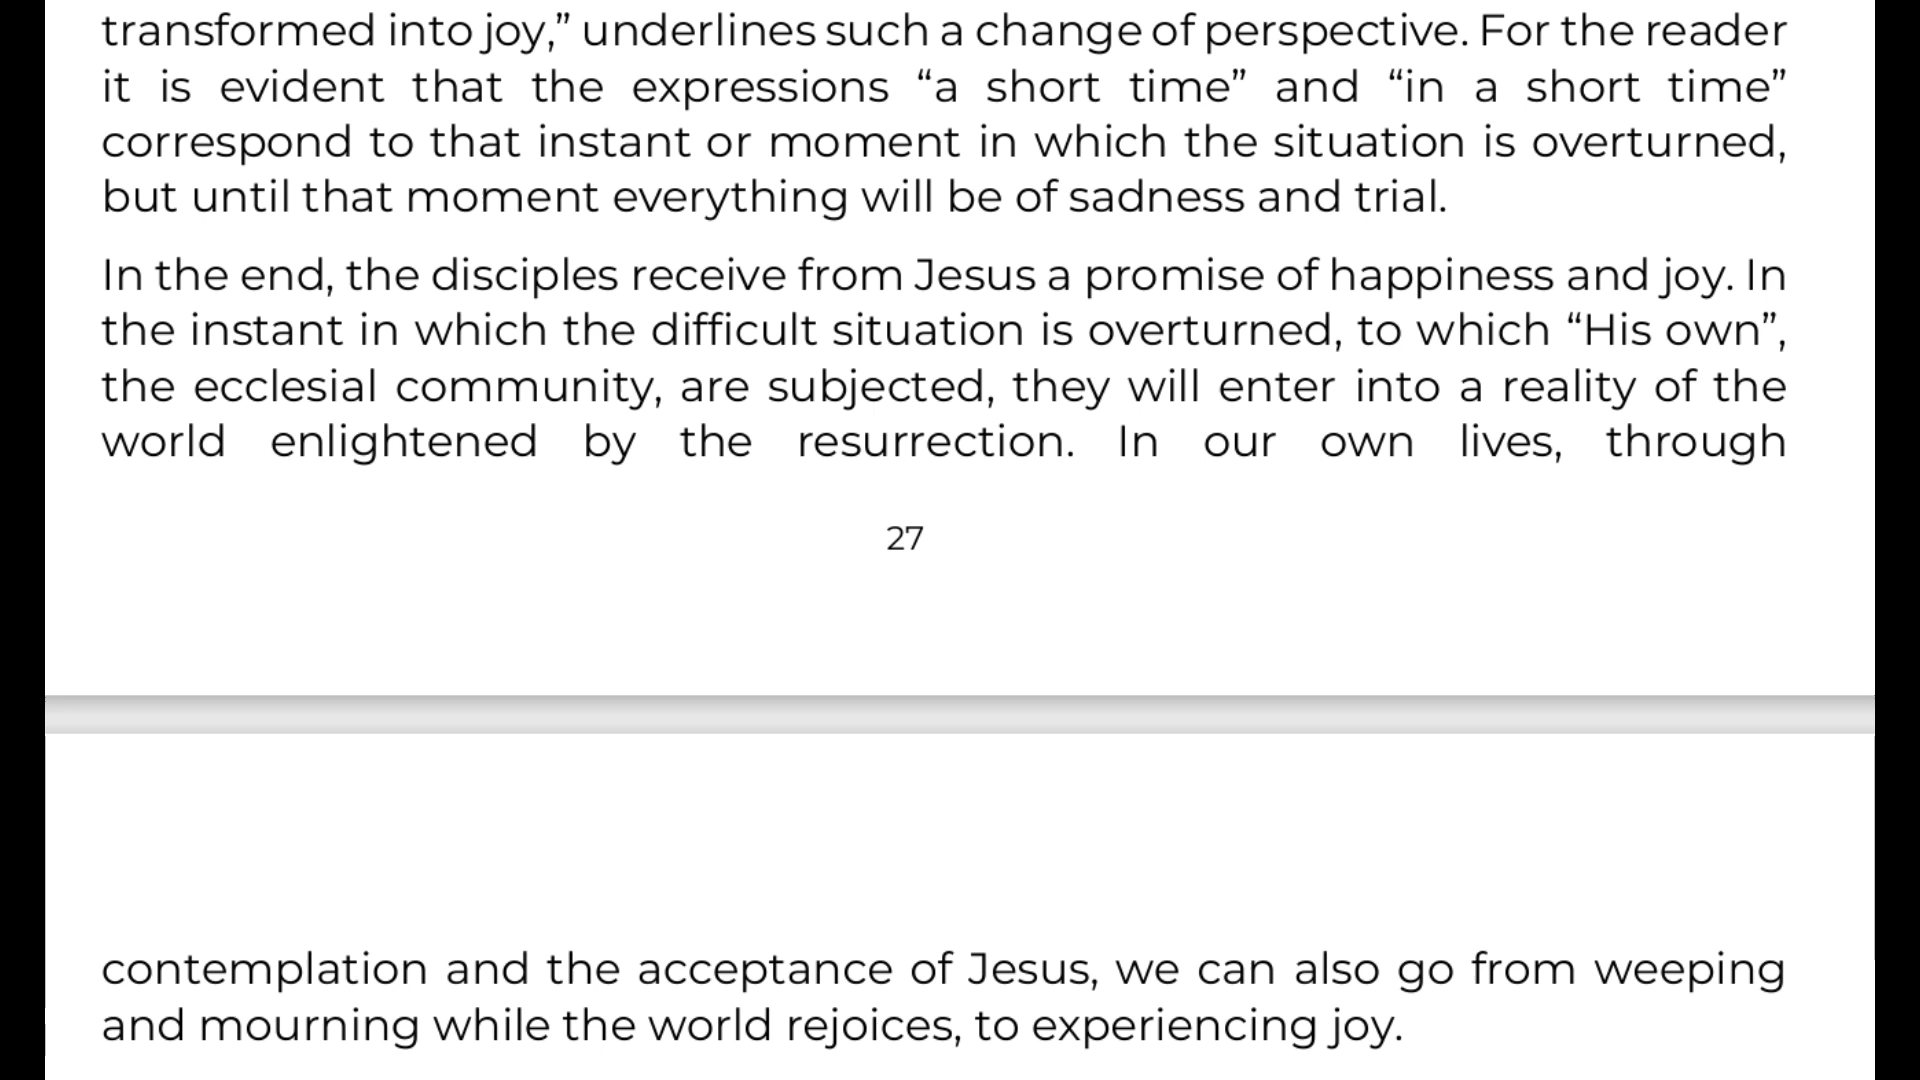 transformed into joy,” underlines such a change of perspective. For the reader
it is evident that the expressions “a short time” and “in a short time”
correspond to that instant or moment in which the situation is overturned,
but until that moment everything will be of sadness and trial.
In the end, the disciples receive from Jesus a promise of happiness and joy. In
the instant in which the difficult situation is overturned, to which “His own”,
the ecclesial community, are subjected, they will enter into a reality of the
world enlightened by the resurrection. In our own lives, through
27
contemplation and the acceptance of Jesus, we can also go from weeping
and mourning while the world rejoices, to experiencing joy.